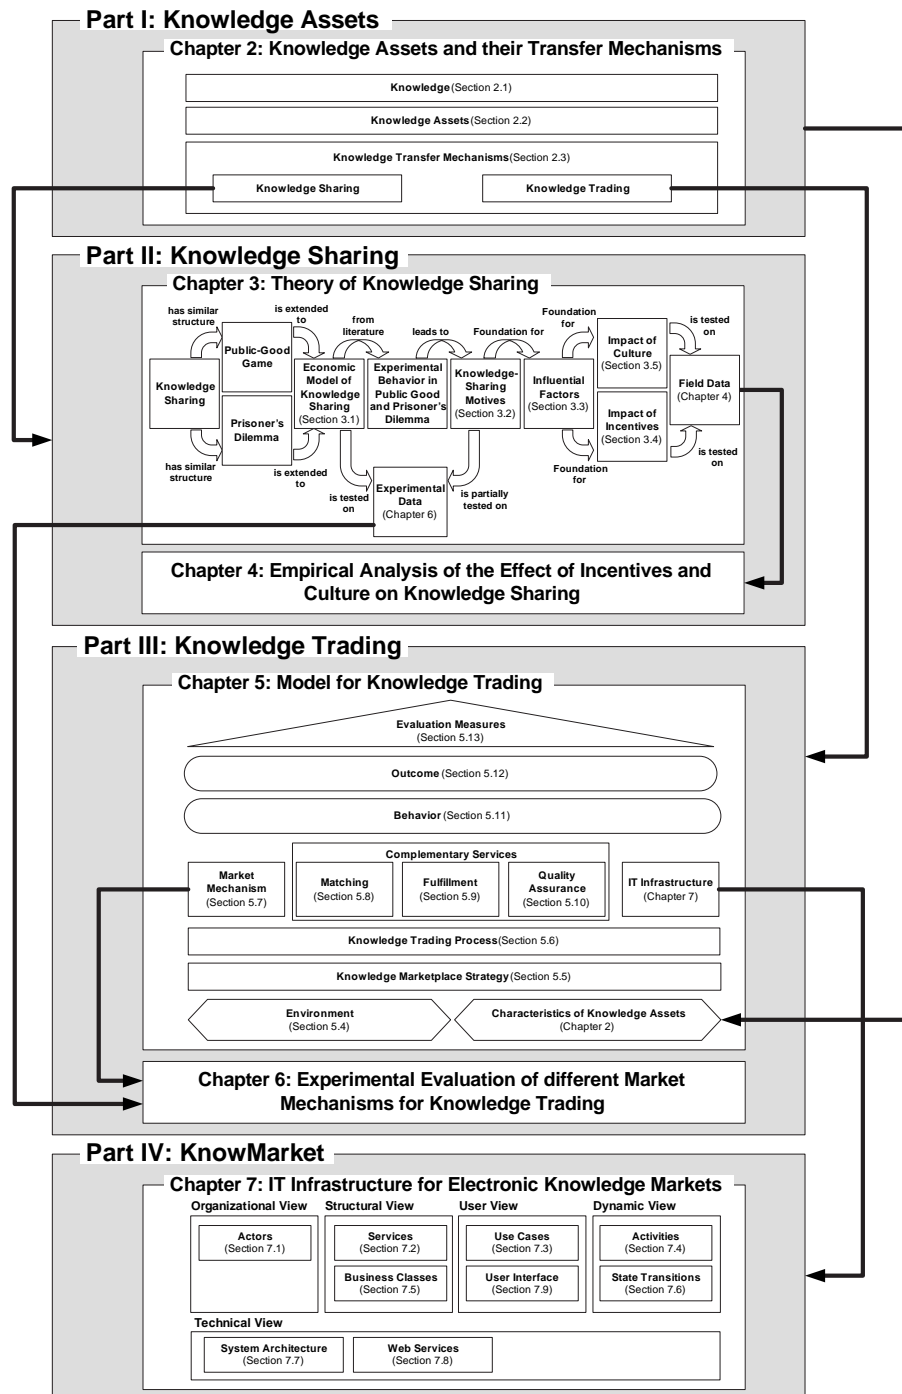 Part I: Knowledge Assets
Chapter 2: Knowledge Assets and their Transfer Mechanisms
Knowledge(Section 2.1)
Knowledge Assets(Section 2.2)
Knowledge Transfer Mechanisms(Section 2.3)
Knowledge Sharing
Knowledge Trading
Part II: Knowledge Sharing
Chapter 3: Theory of Knowledge Sharing
has similar
structure
is extended
to
from
literature
leads to
Foundation for
Foundation
for
is tested
on
Knowledge
Sharing
Public-Good
Game
Prisoner's
Dilemma
Economic
Model of
Knowledge
Sharing
(Section 3.1)
Experimental
Behavior in
Public Good
and Prisoner's
Dilemma
Knowledge-
Sharing
Motives
(Section 3.2)
Influential
Factors
(Section 3.3)
Impact of
Culture
(Section 3.5)
Impact of
Incentives
(Section 3.4)
Field Data
(Chapter 4)
has similar
structure
is extended
to
is tested
on
Experimental
Data
(Chapter 6)
is partially
tested on
Foundation
for
is tested
on
Chapter 4: Empirical Analysis of the Effect of Incentives and
Culture on Knowledge Sharing
Part III: Knowledge Trading
Chapter 5: Model for Knowledge Trading
Evaluation Measures
(Section 5.13)
Outcome (Section 5.12)
Behavior (Section 5.11)
Complementary Services
Market
Mechanism
(Section 5.7)
Matching
(Section 5.8)
Fulfillment
(Section 5.9)
Quality
Assurance
(Section 5.10)
IT Infrastructure
(Chapter 7)
Knowledge Trading Process(Section 5.6)
Knowledge Marketplace Strategy(Section 5.5)
Environment
(Section 5.4)
Characteristics of Knowledge Assets
(Chapter 2)
Chapter 6: Experimental Evaluation of different Market
Mechanisms for Knowledge Trading
Part IV: KnowMarket
Chapter 7: IT Infrastructure for Electronic Knowledge Markets
Organizational View
Structural View
User View
Dynamic View
Actors
(Section 7.1)
Services
(Section 7.2)
Use Cases
(Section 7.3)
Activities
(Section 7.4)
Business Classes
(Section 7.5)
User Interface
(Section 7.9)
State Transitions
(Section 7.6)
Technical View
System Architecture
(Section 7.7)
Web Services
(Section 7.8)